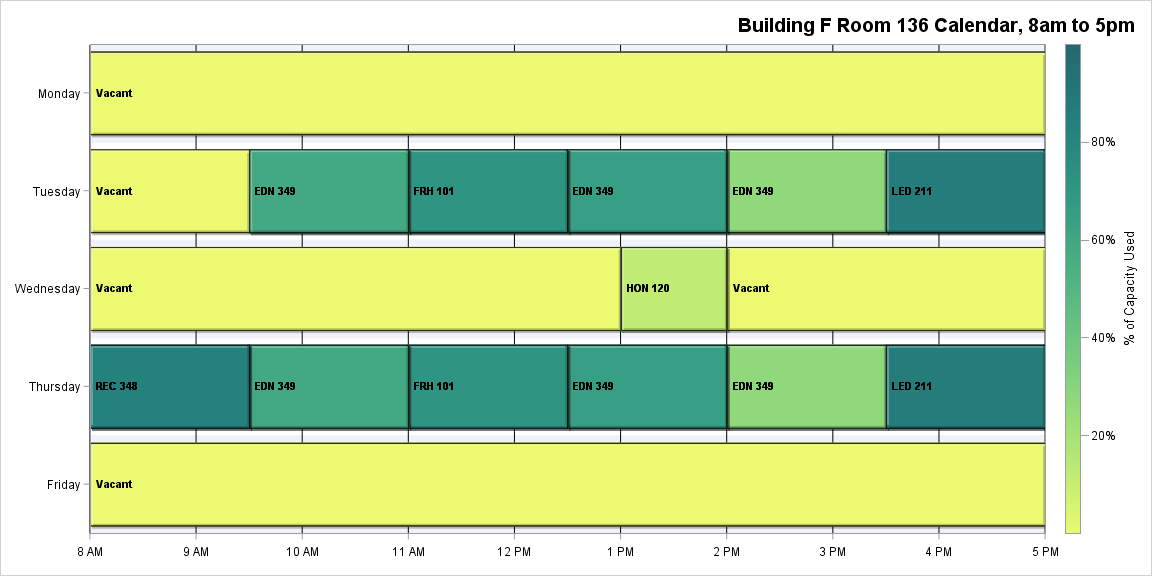 Building F Room 136 Calendar, 8am to 5pm
Monday
Vacant
Tuesday
Vacant
EDN 349
FRH 101
EDN 349
EDN 349
LED 211
Wednesday
Vacant
HON 120
Vacant
Thursday
REC 348
EDN 349
FRH 101
EDN 349
EDN 349
LED 211
Friday
Vacant
8 AM
9 AM
10 AM
11 AM
12 PM
1 PM
2 PM
3 PM
4 PM
5 PM
80%
60%
40%
20%
% of Capacity Used